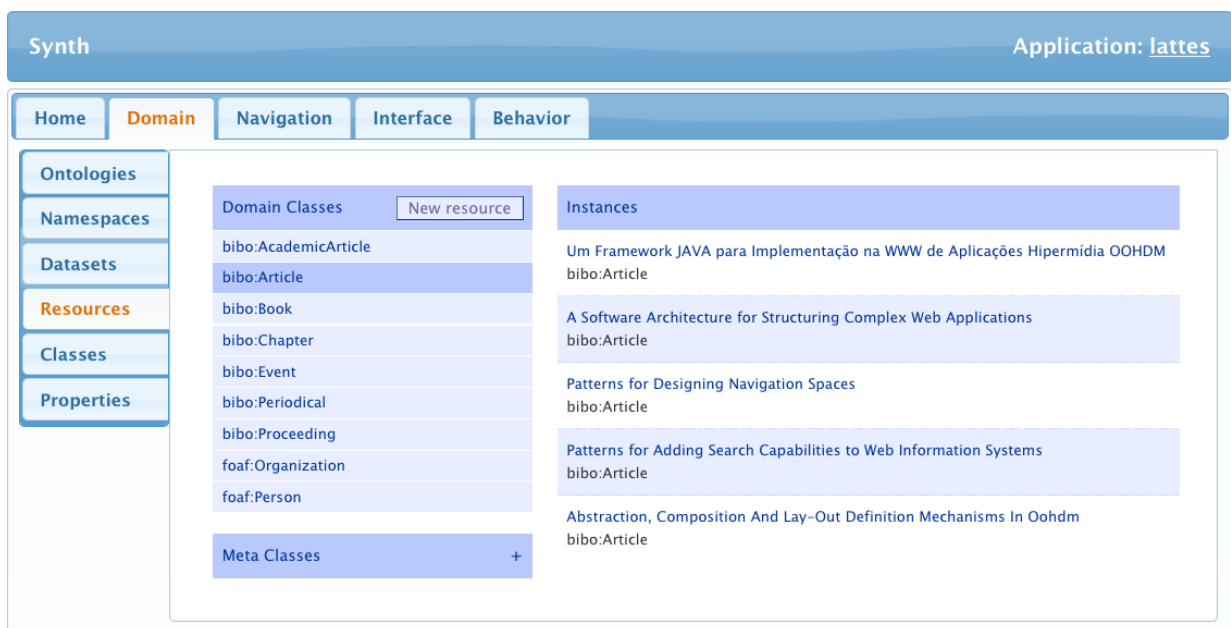 Synth
Application: lattes
Home Domain Navigation Interface Behavior
Ontologies
Namespaces
Datasets
Resources
Classes
Properties
Domain Classes New resource
bibo:AcademicArticle
bibo:Article
bibo:Book
bibo:Chapter
bibo:Event
bibo:Periodical
bibo:Proceeding
foaf:Organization
foaf:Person
Meta Classes +
Instances
Um Framework JAVA para Implementação na WWW de Aplicações Hipermídia OOHDM
bibo:Article
A Software Architecture for Structuring Complex Web Applications
bibo:Article
Patterns for Designing Navigation Spaces
bibo:Article
Patterns for Adding Search Capabilities to Web Information Systems
bibo:Article
Abstraction, Composition And Lay-Out Definition Mechanisms In Oohdm
bibo:Article